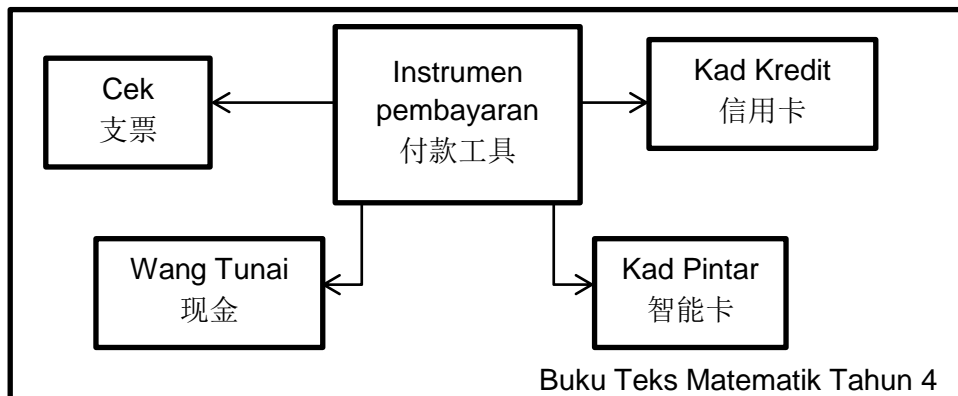 Cek
支票
Instrumen
pembayaran
付款工具
Kad Kredit
信用卡
Wang Tunai
现金
Kad Pintar
智能卡
Buku Teks Matematik Tahun 4